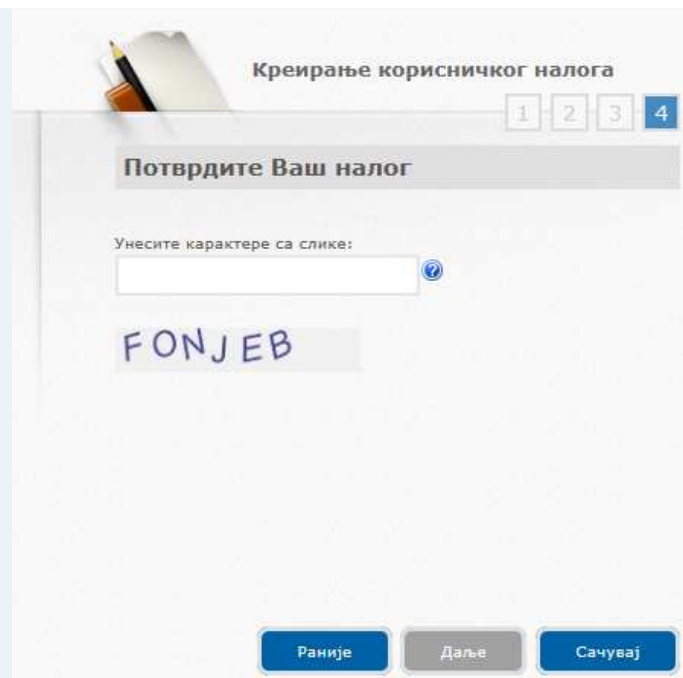 Креирање корисничког налога
1 2 3 4
Потврдите Ваш налог
Унесите карактере са слике:
FONJEB
Раније Даље Сачувај